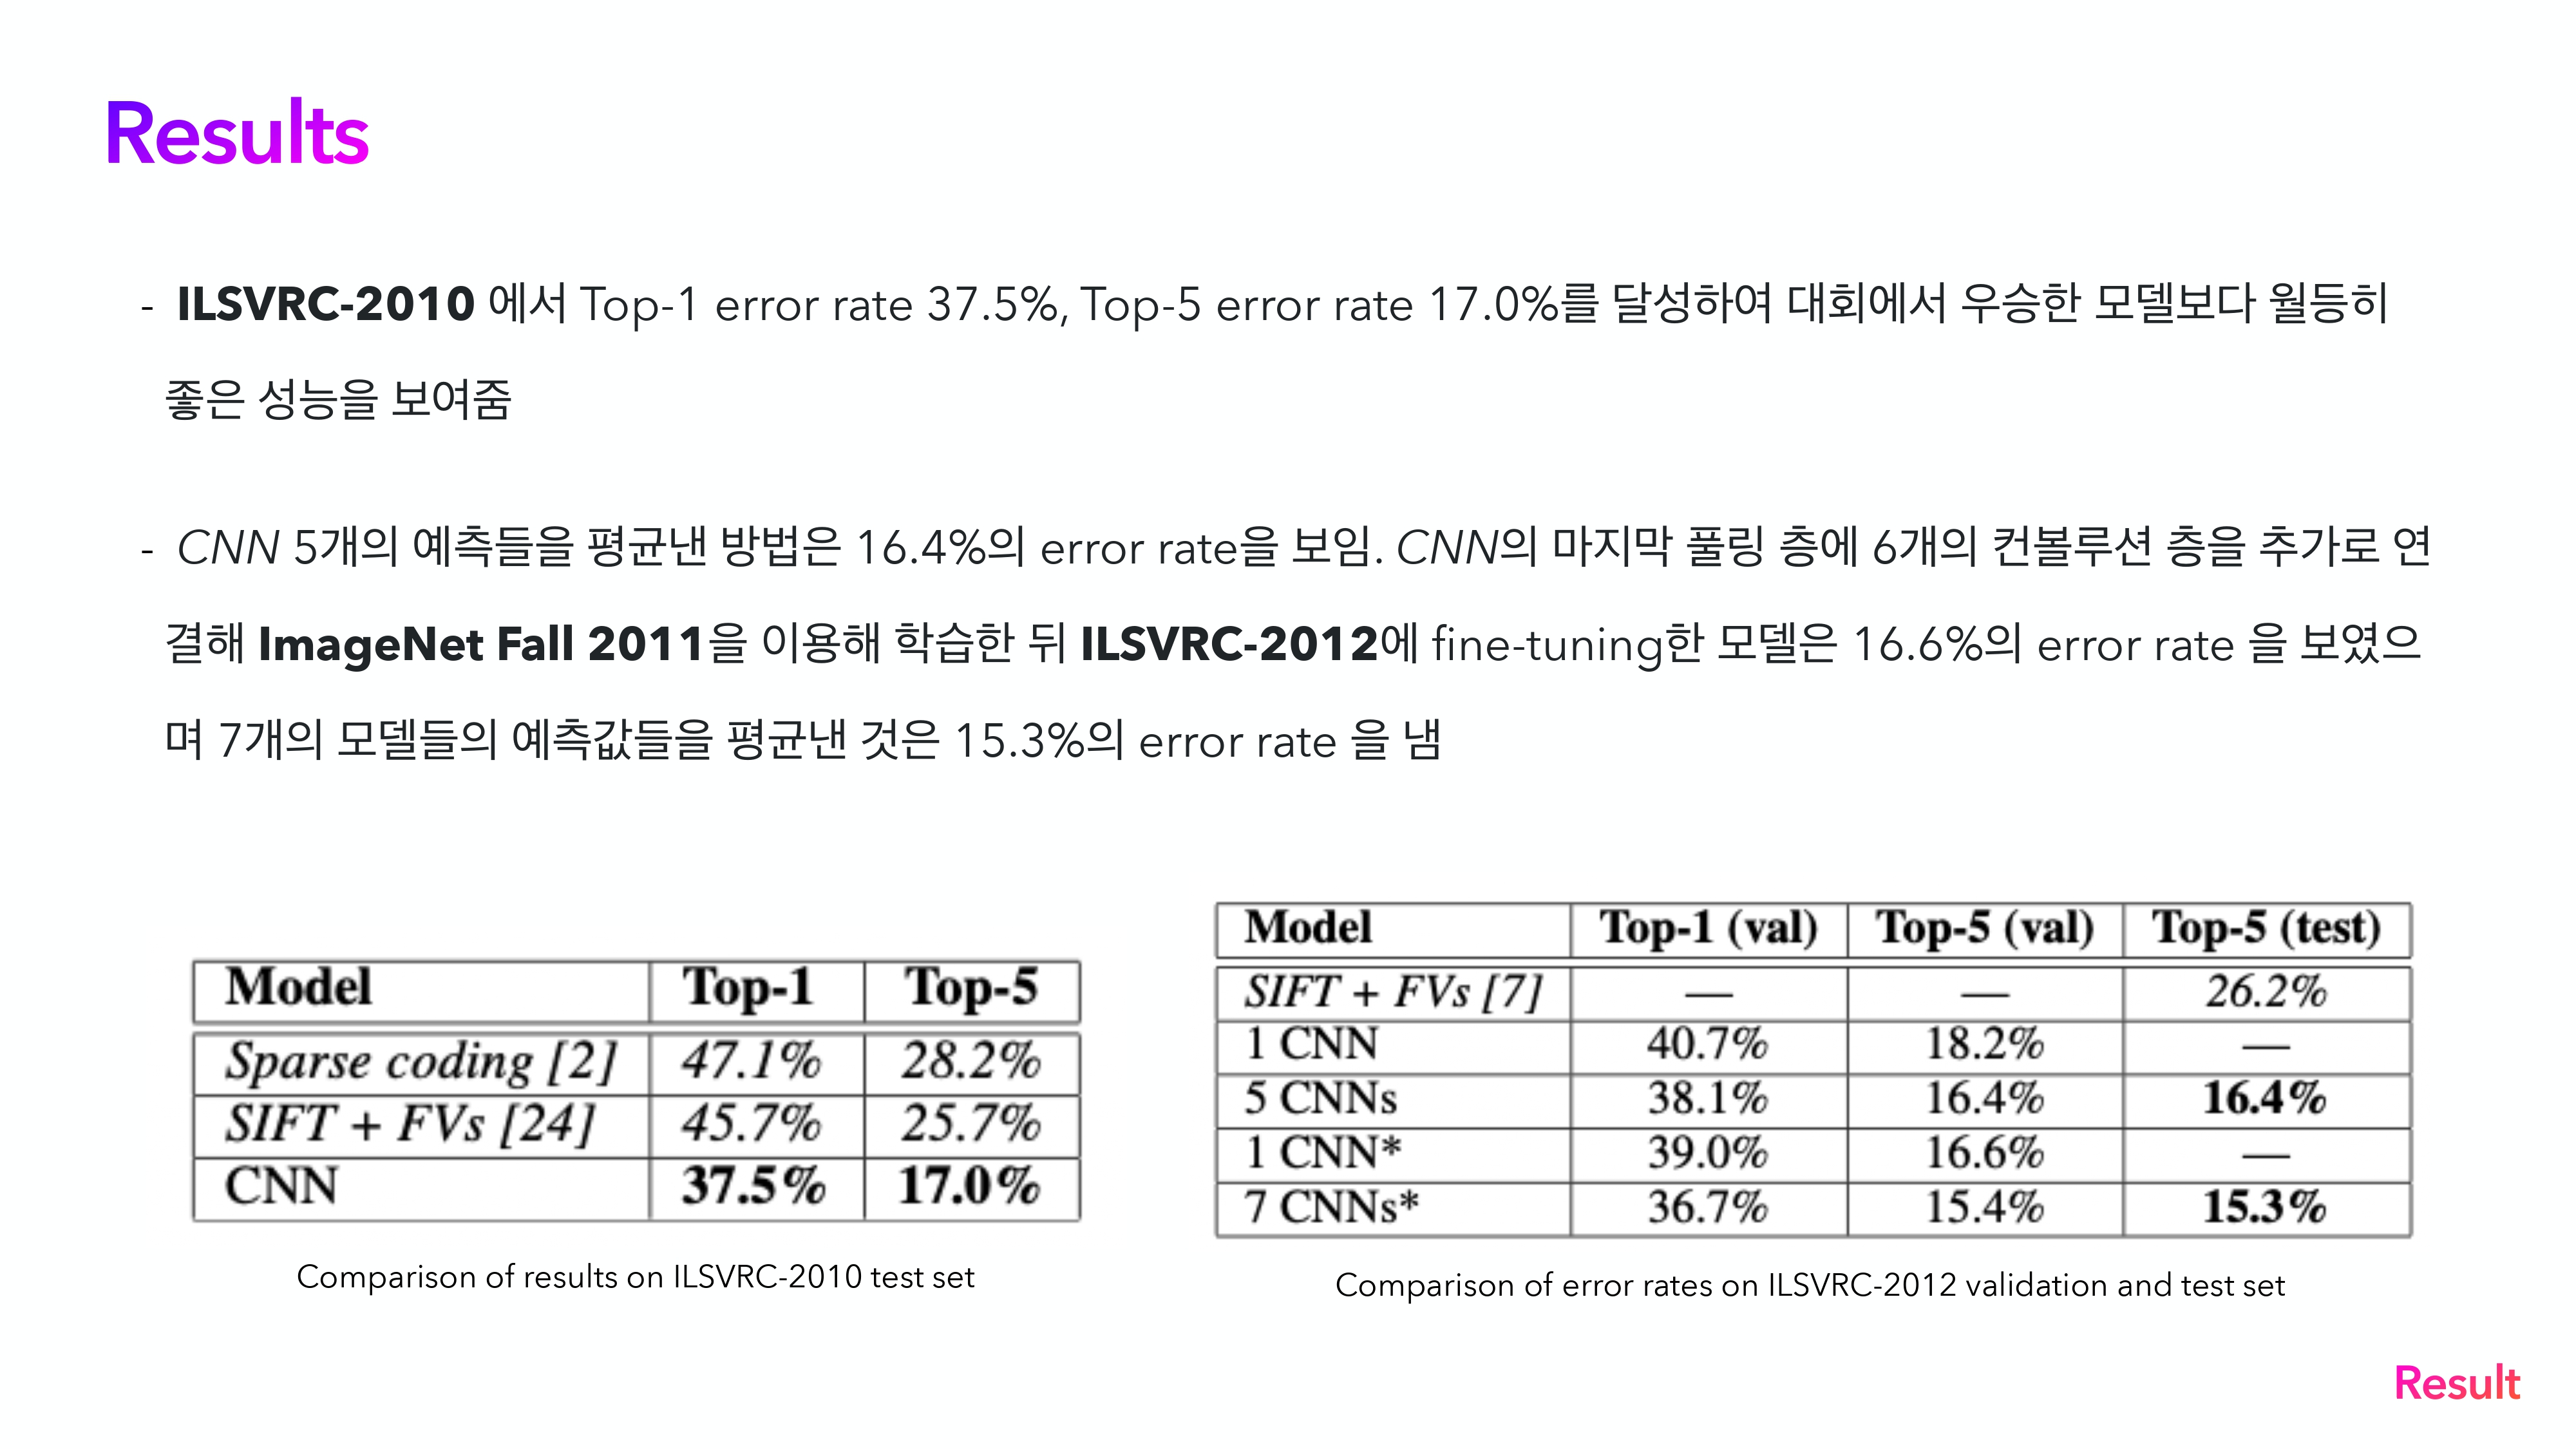 Results
- ILSVRC-2010 에서 Top-1 error rate 37.5%, Top-5 error rate 17.0%를 달성하여 대회에서 우승한 모델보다 월등히
좋은 성능을 보여줌
- CNN 5개의 예측들을 평균낸 방법은 16.4%의 error rate을 보임. CNN의 마지막 풀링 층에 6개의 컨볼루션 층을 추가로 연
결해 ImageNet Fall 2011을 이용해 학습한 뒤 ILSVRC-2012에 fine-tuning한 모델은 16.6%의 error rate 을 보였으
며 7개의 모델들의 예측값들을 평균낸 것은 15.3%의 error rate 을 냄
Model Top-1 Top-5
Sparse coding [2] 47.1% 28.2%
SIFT + FVs [24] 45.7% 25.7%
CNN 37.5% 17.0%
Comparison of results on ILSVRC-2010 test set
Model Top-1 (val) Top-5 (val) Top-5 (test)
SIFT + FVs [7] — — 26.2%
1 CNN 40.7% 18.2% —
5 CNNs 38.1% 16.4% 16.4%
1 CNN* 39.0% 16.6% —
7 CNNs* 36.7% 15.4% 15.3%
Comparison of error rates on ILSVRC-2012 validation and test set
Result